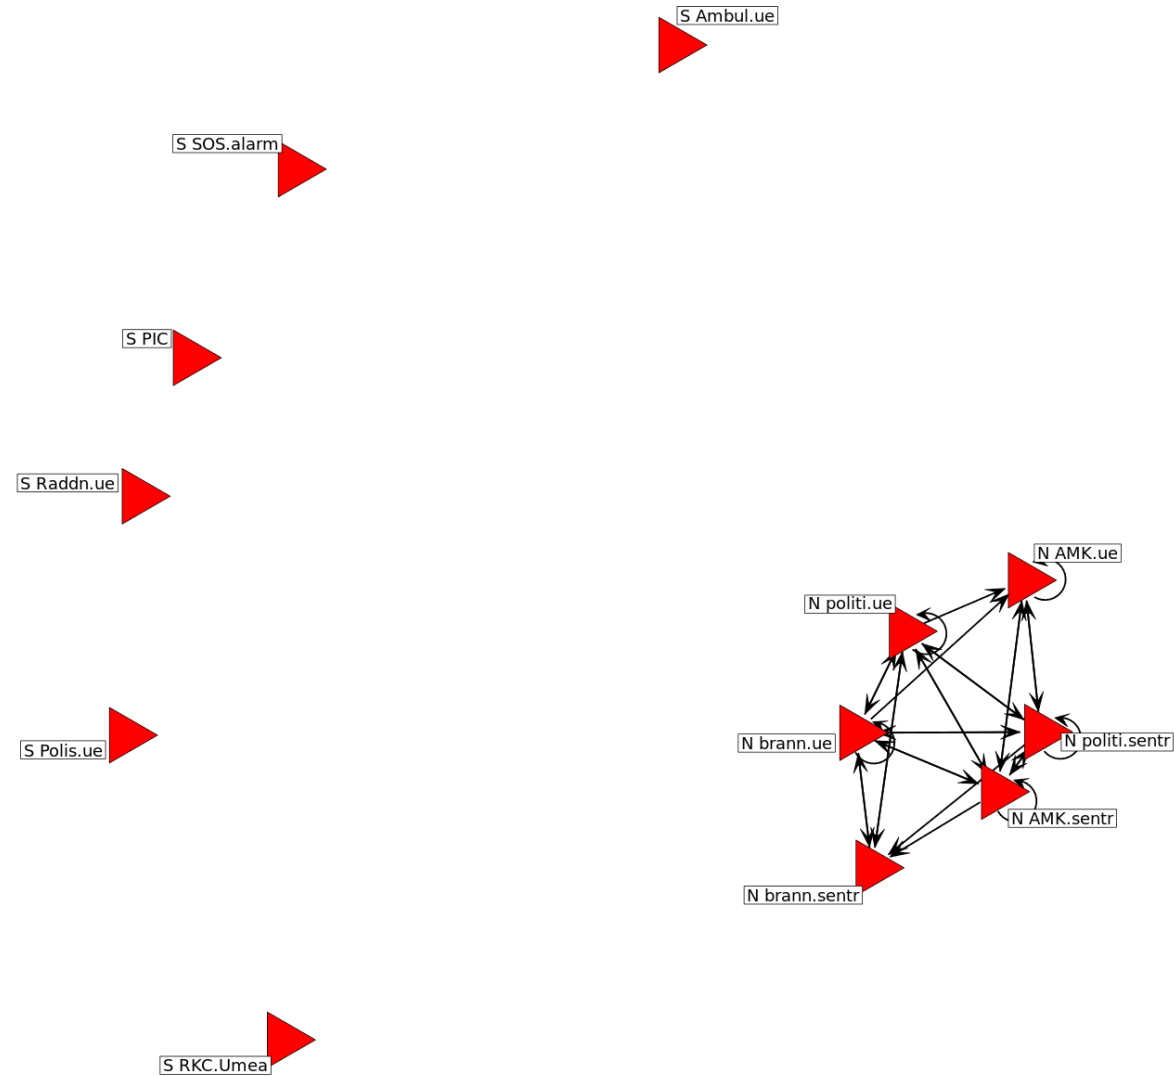 S Ambul.ue
S SOS.alarm
S PIC
S Raddn.ue
N AMK.ue
N politi.ue
N politi.sentr
N brann.ue
S Polis.ue
N AMK.sentr
N brann.sentr
S RKC.Umea